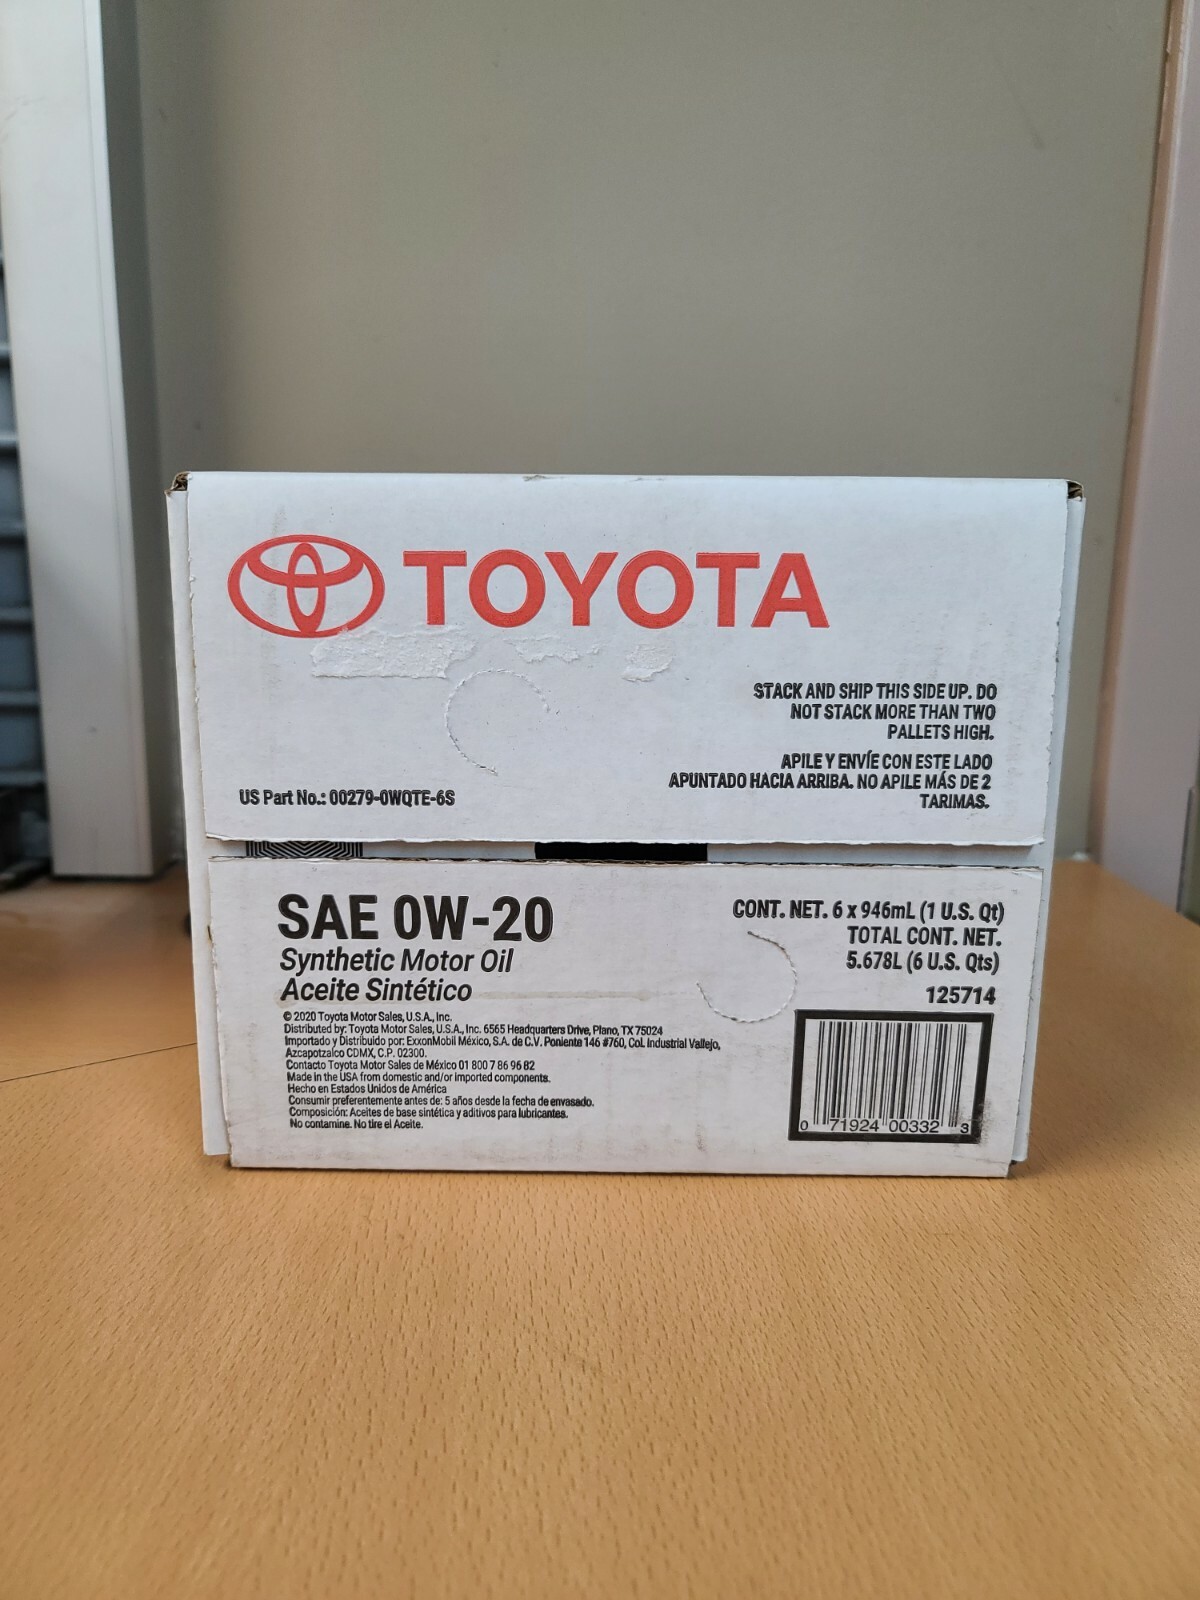 TOYOTA
STACK AND SHIP THIS SIDE UP. DO
NOT STACK MORE THAN TWO
PALLETS HIGH.
APILE Y ENVÍE CON ESTE LADO
APUNTADO HACIA ARRIBA. NO APILE MÁS DE 2
TARIMAS.
US Part No.: 00279-0WQTE-6S
SAE 0W-20
Synthetic Motor Oil
Aceite Sintético
CONT. NET. 6 x 946mL (1 U.S. Qt)
TOTAL CONT. NET.
5.678L (6 U.S. Qts)
125714
© 2020 Toyota Motor Sales, U.S.A., Inc.
Distributed by: Toyota Motor Sales, U.S.A., Inc. 6565 Headquarters Drive, Plano, TX 75024
Importado y Distribuido por: ExxonMobil México, S.A. de C.V. Poniente 146 #760, Col. Industrial Vallejo,
Azcapotzalco CDMX, C.P. 02300.
Contacto Toyota Motor Sales de México 01 800 7 86 96 82
Made in the USA from domestic and/or imported components.
Hecho en Estados Unidos de América
Consumir preferentemente antes de: 5 años desde la fecha de envasado.
Composición: Aceites de base sintética y aditivos para lubricantes.
No contamine. No tire el Aceite.
0 71924 00332 3